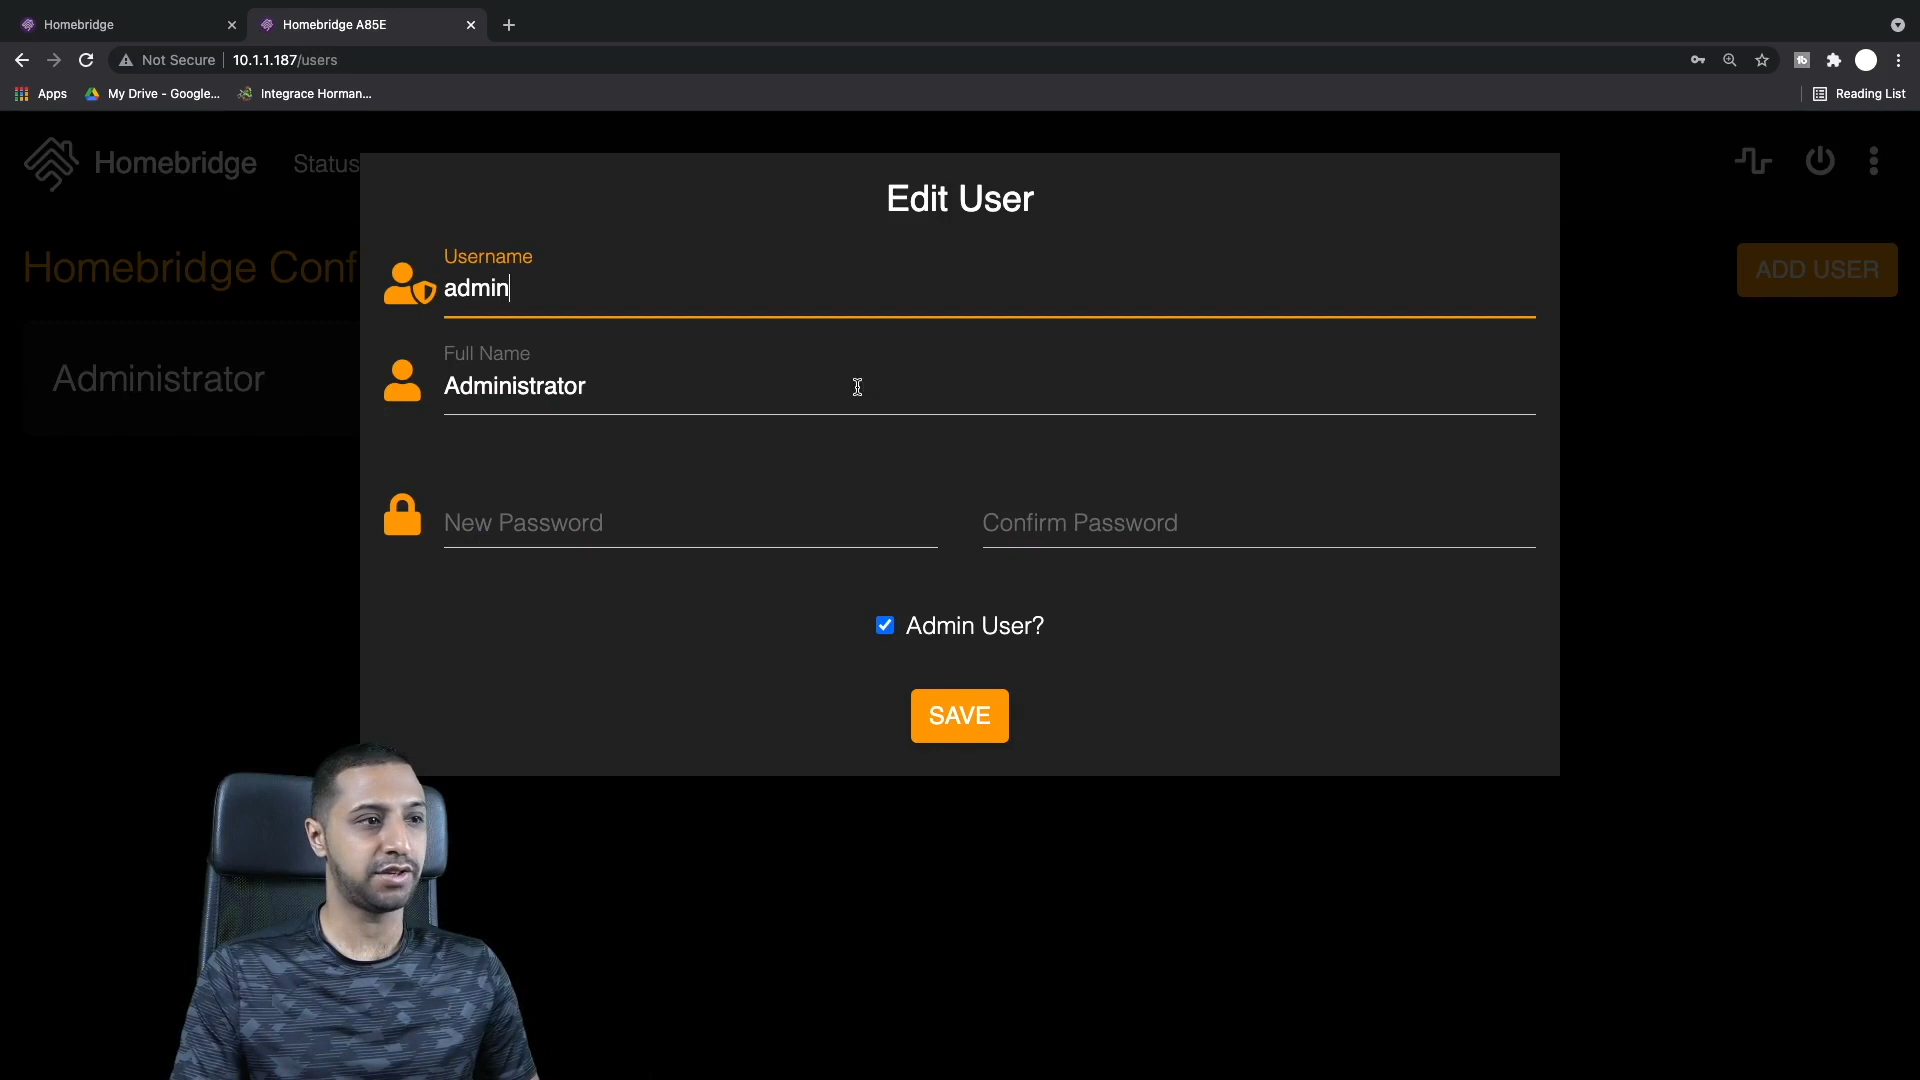 Homebridge
Homebridge A85E
Not Secure
10.1.1.187/users
Apps
My Drive - Google...
Integrace Horman...
Reading List
Homebridge
Status
Edit User
Homebridge Conf
ADD USER
Username
admin
Full Name
Administrator
Administrator
New Password
Confirm Password
Admin User?
SAVE